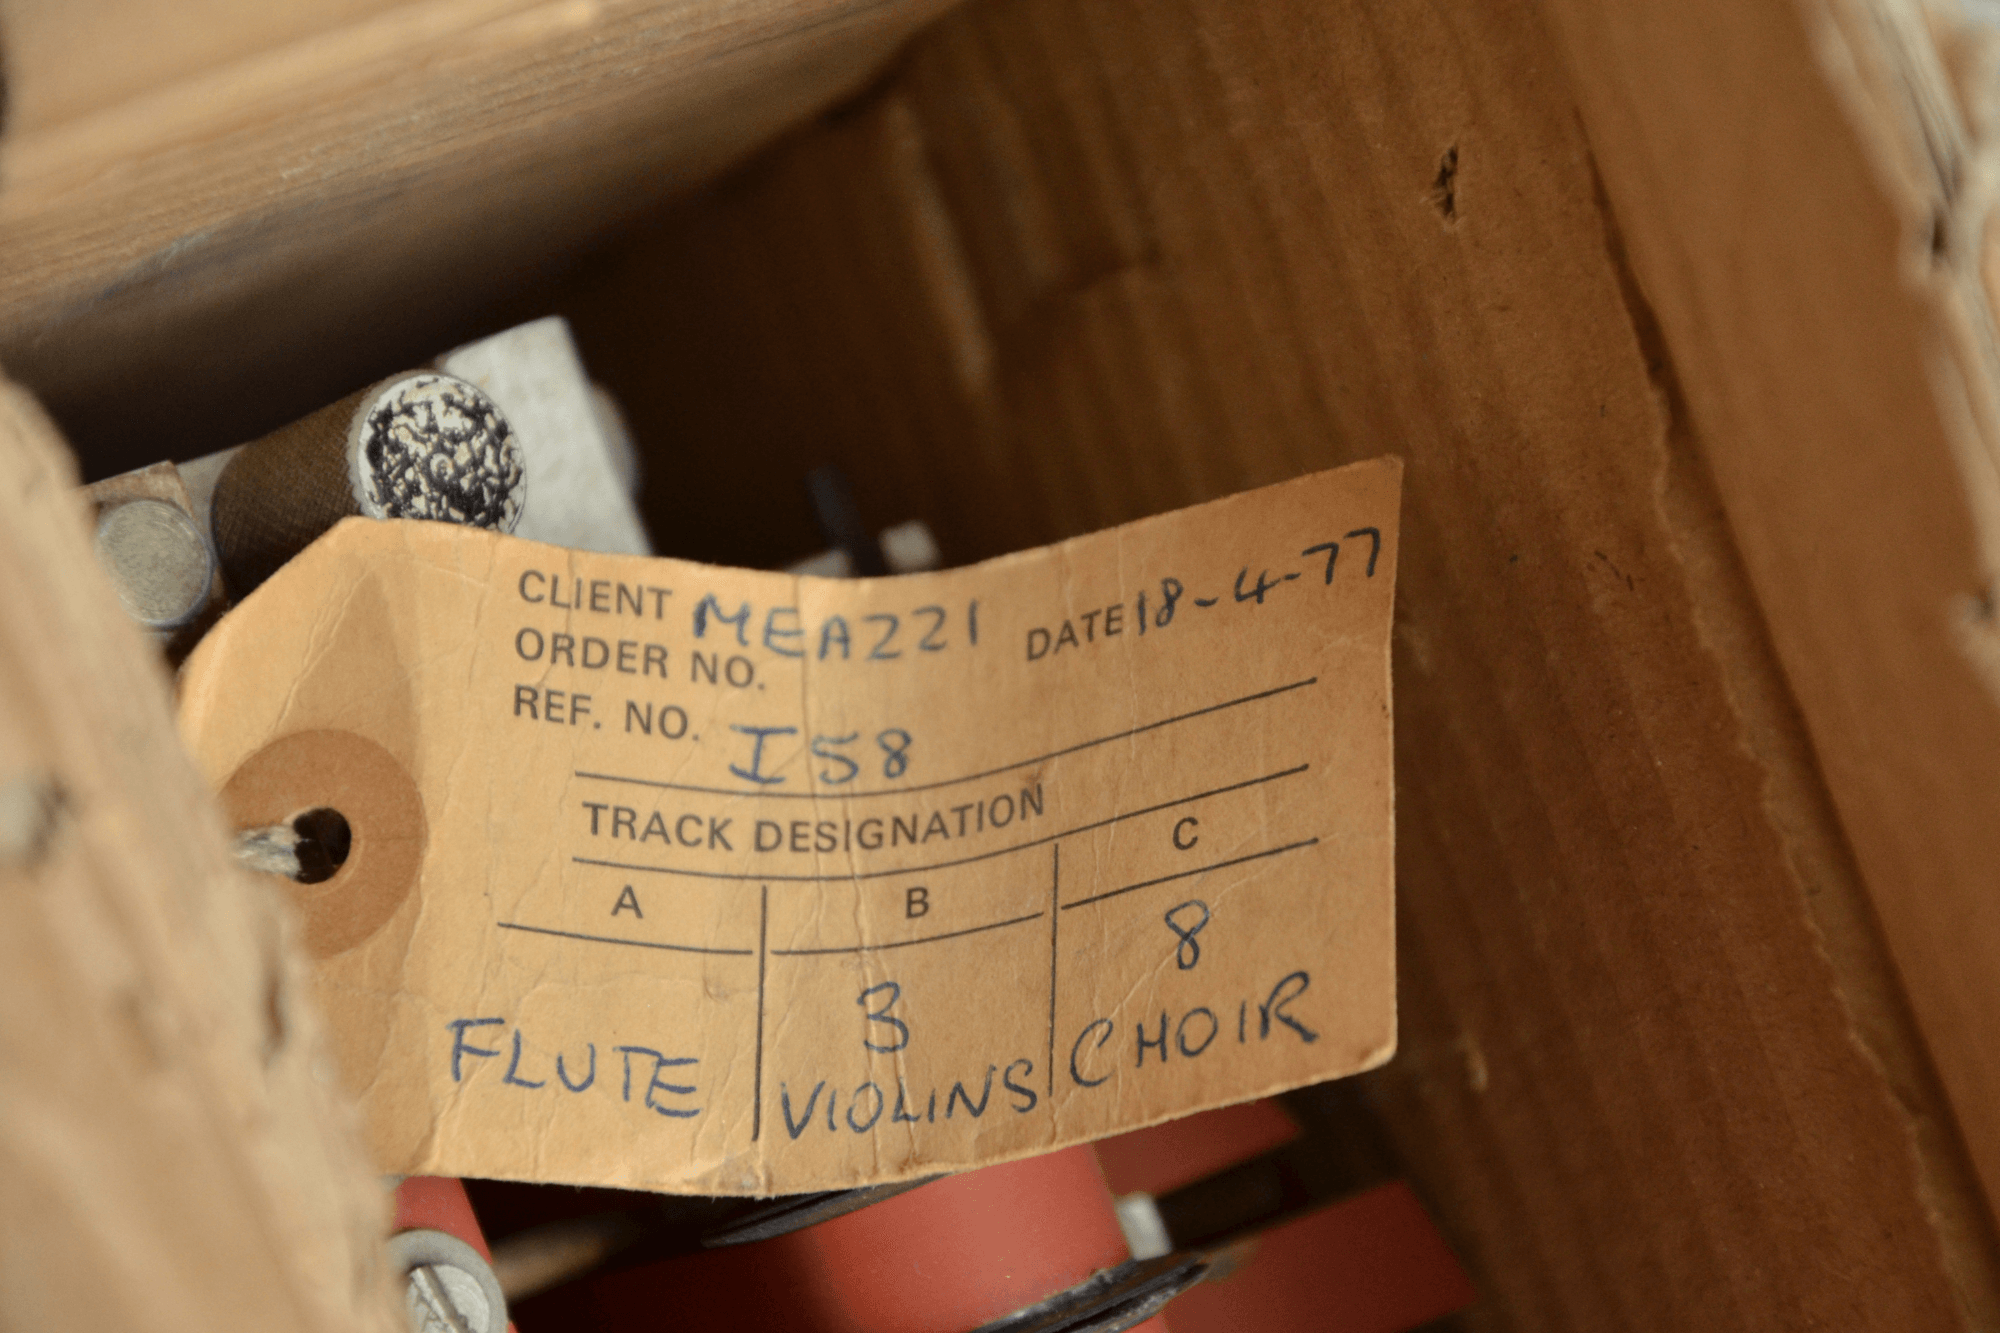 CLIENT MEA221 DATE 18-4-77
ORDER NO.
REF. NO. I58
TRACK DESIGNATION
A B C
FLUTE 3 VIOLINS 8 CHOIR